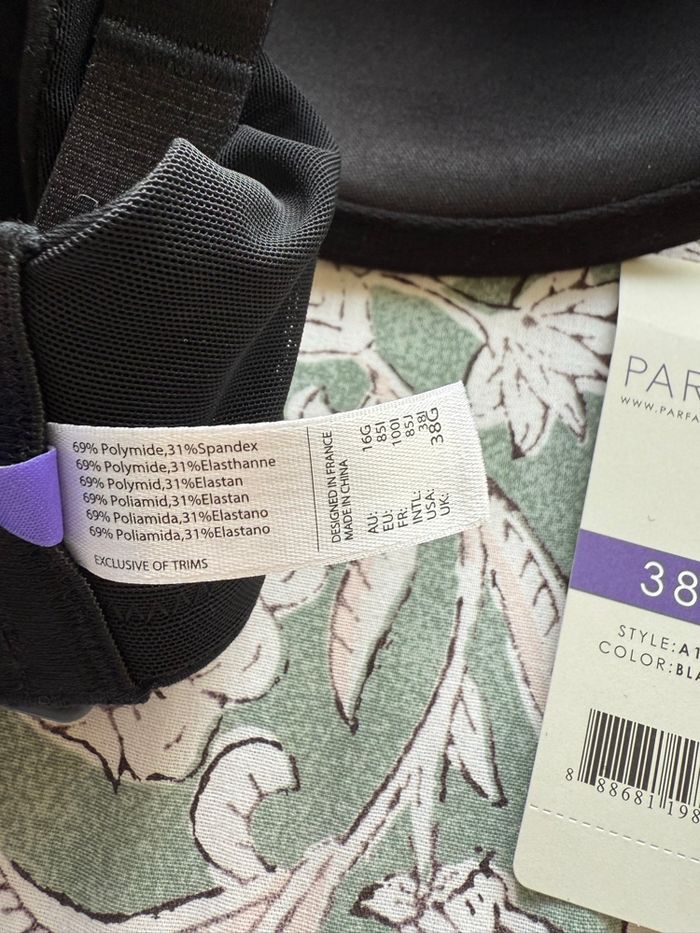 69% Polymide,31%Spandex
69% Polymide,31%Elasthanne
69% Polymid,31%Elastan
69% Poliamid,31%Elastan
69% Poliamida,31%Elastano
69% Poliamida,31%Elastano
EXCLUSIVE OF TRIMS
DESIGNED IN FRANCE
MADE IN CHINA
AU: 16G
EU: 85I
FR: 100I
INTL: 85J
USA: 38I
UK: 38G
PAR
WWW.PARFA
38
STYLE:A1
COLOR:BLA
8 88681 198